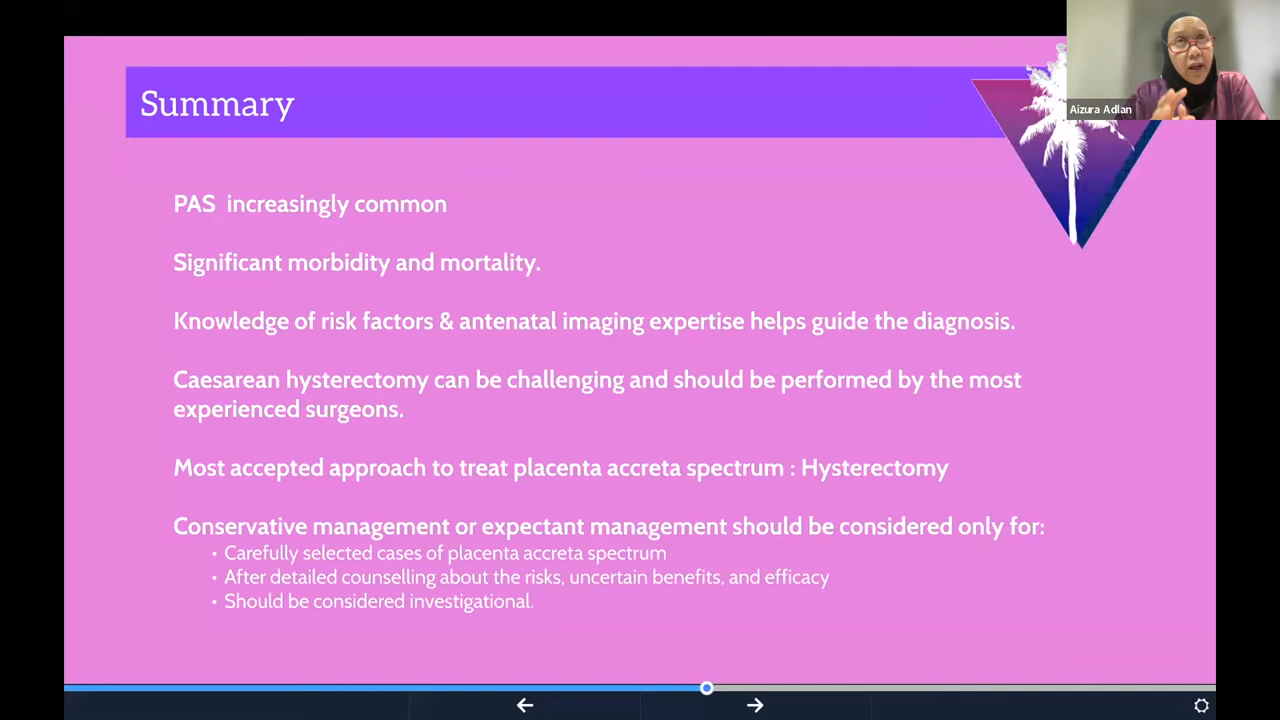 Summary
Aizura Adlan
PAS increasingly common
Significant morbidity and mortality.
Knowledge of risk factors & antenatal imaging expertise helps guide the diagnosis.
Caesarean hysterectomy can be challenging and should be performed by the most
experienced surgeons.
Most accepted approach to treat placenta accreta spectrum : Hysterectomy
Conservative management or expectant management should be considered only for:
• Carefully selected cases of placenta accreta spectrum
• After detailed counselling about the risks, uncertain benefits, and efficacy
• Should be considered investigational.